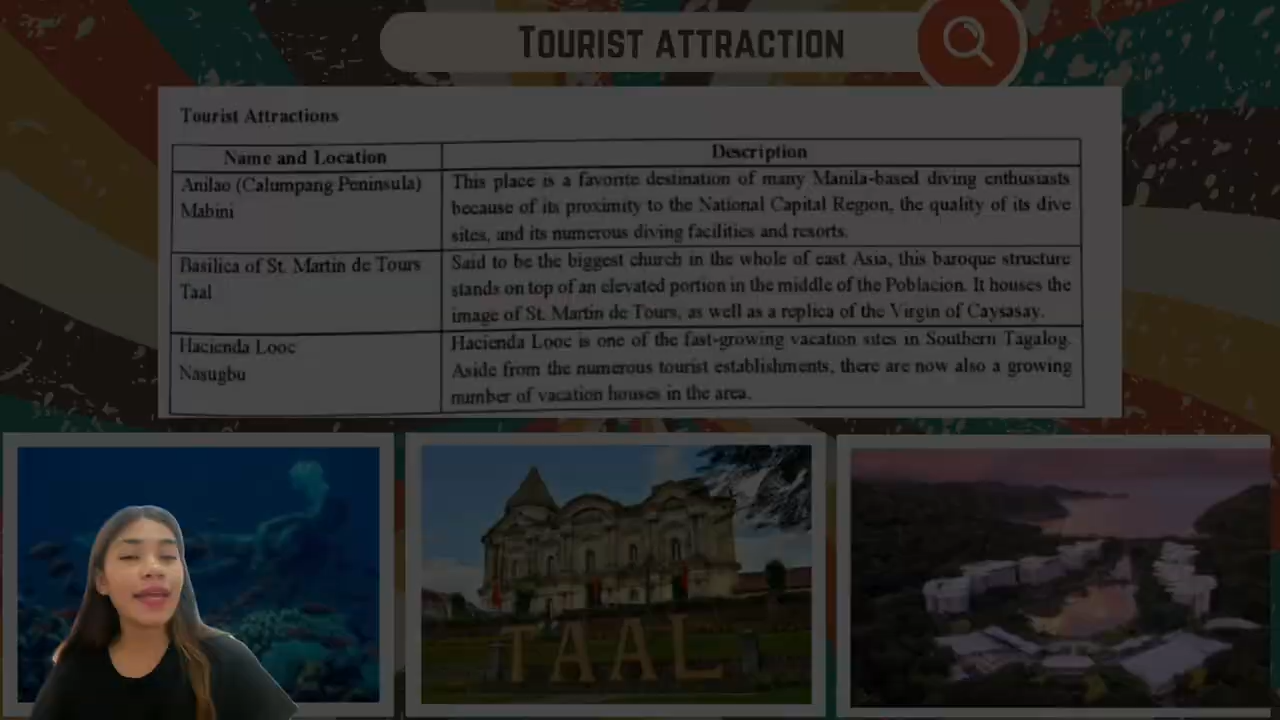 TOURIST ATTRACTION
Tourist Attractions
Name and Location
Description
Anilao (Calumpang Peninsula)
Mabini
This place is a favorite destination of many Manila-based diving enthusiasts
because of its proximity to the National Capital Region, the quality of its dive
sites, and its numerous diving facilities and resorts.
Basilica of St. Martin de Tours
Taal
Said to be the biggest church in the whole of east Asia, this baroque structure
stands on top of an elevated portion in the middle of the Poblacion. It houses the
image of St. Martin de Tours, as well as a replica of the Virgin of Caysasay.
Hacienda Looc
Nasugbu
Hacienda Looc is one of the fast-growing vacation sites in Southern Tagalog.
Aside from the numerous tourist establishments, there are now also a growing
number of vacation houses in the area.
TAAL